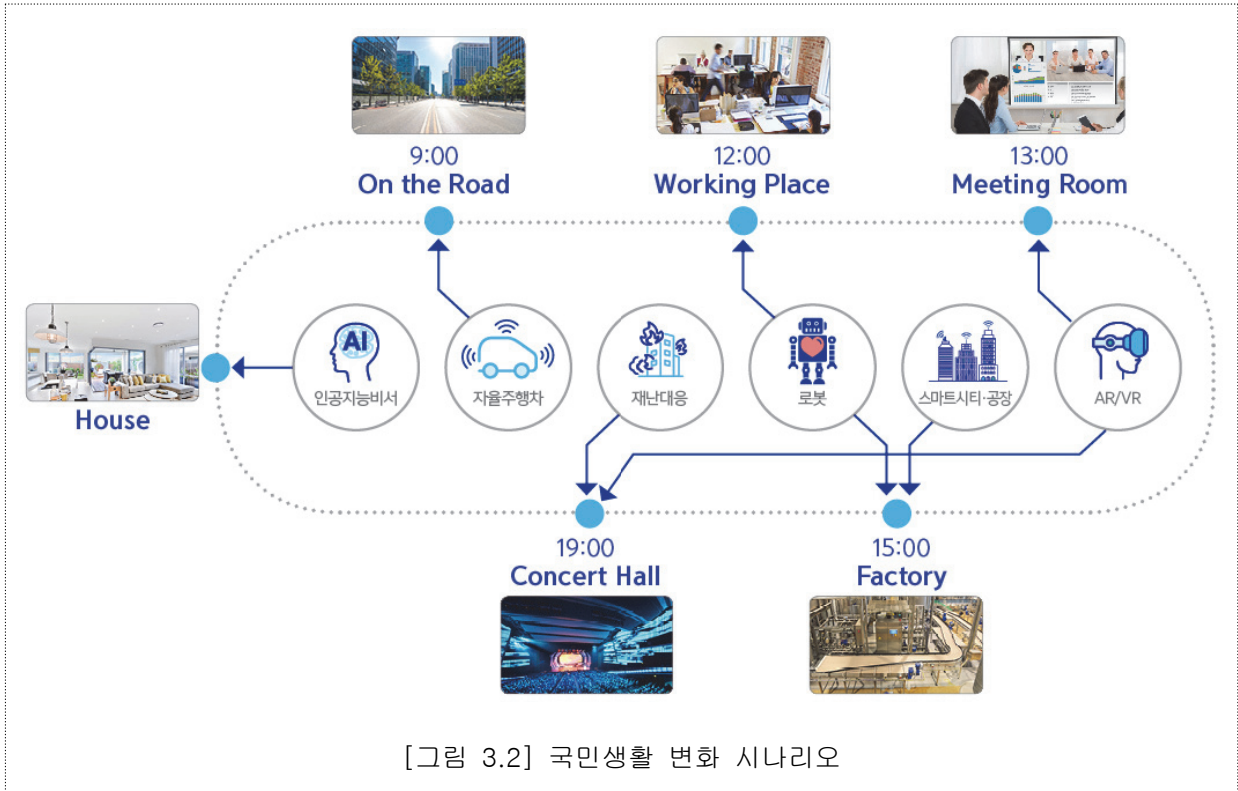 9:00
On the Road
12:00
Working Place
13:00
Meeting Room
House
AI
인공지능비서
자율주행차
재난대응
로봇
스마트시티·공장
AR/VR
19:00
Concert Hall
15:00
Factory
[그림 3.2] 국민생활 변화 시나리오